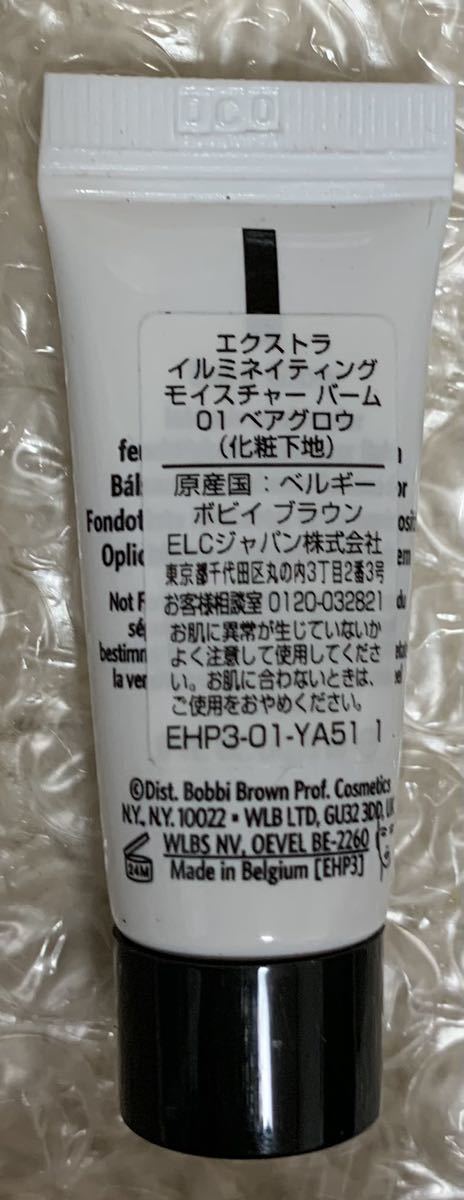 エクストラ
イルミネイティング
モイスチャー バーム
01 ベアグロウ
(化粧下地)
原産国：ベルギー
ボビイ ブラウン
ELCジャパン株式会社
東京都千代田区丸の内3丁目2番3号
お客様相談室 0120-032821
お肌に異常が生じていないか
よく注意して使用してくださ
い。お肌に合わないときは、
ご使用をおやめください。
EHP3-01-YA51 1
Not
la
©Dist. Bobbi Brown Prof. Cosmetics
N.Y., N.Y. 10022 • WLB LTD, GU32 3DD,
WLBS NV, OEVEL BE-2260
24M
Made in Belgium [EHP3]